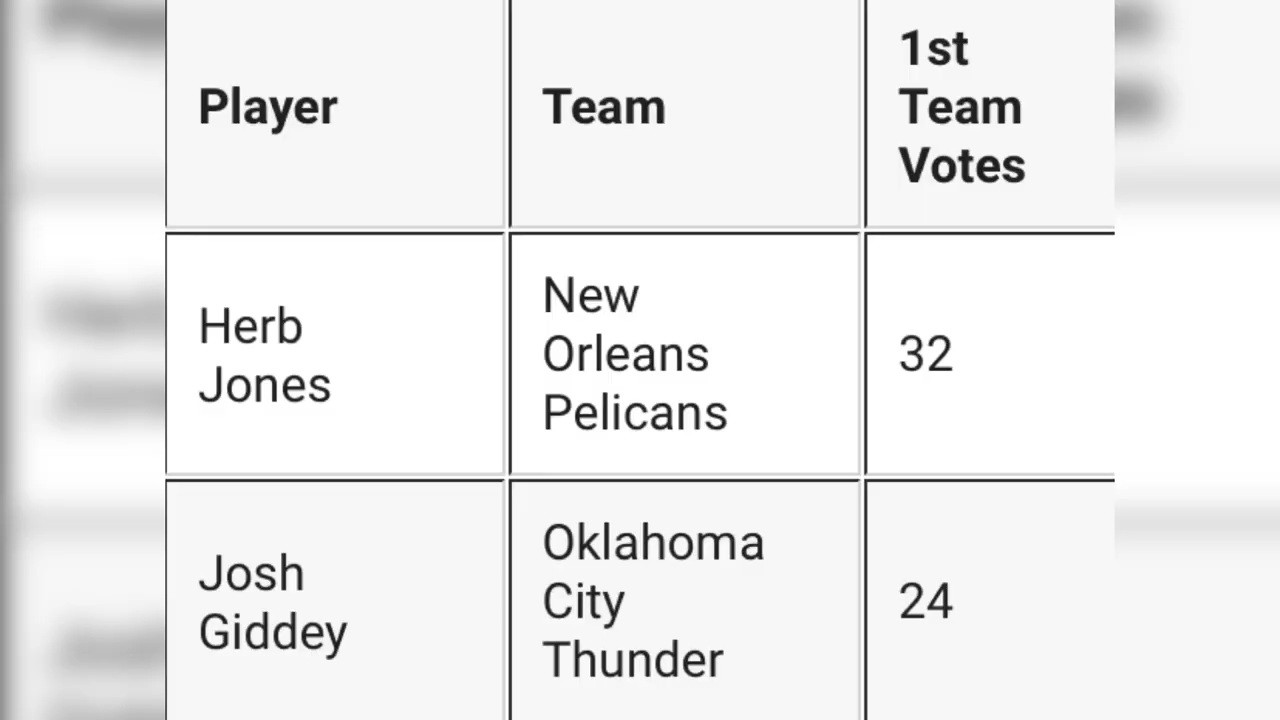 Player
Team
1st
Team
Votes
Herb
Jones
New
Orleans
Pelicans
32
Josh
Giddey
Oklahoma
City
Thunder
24